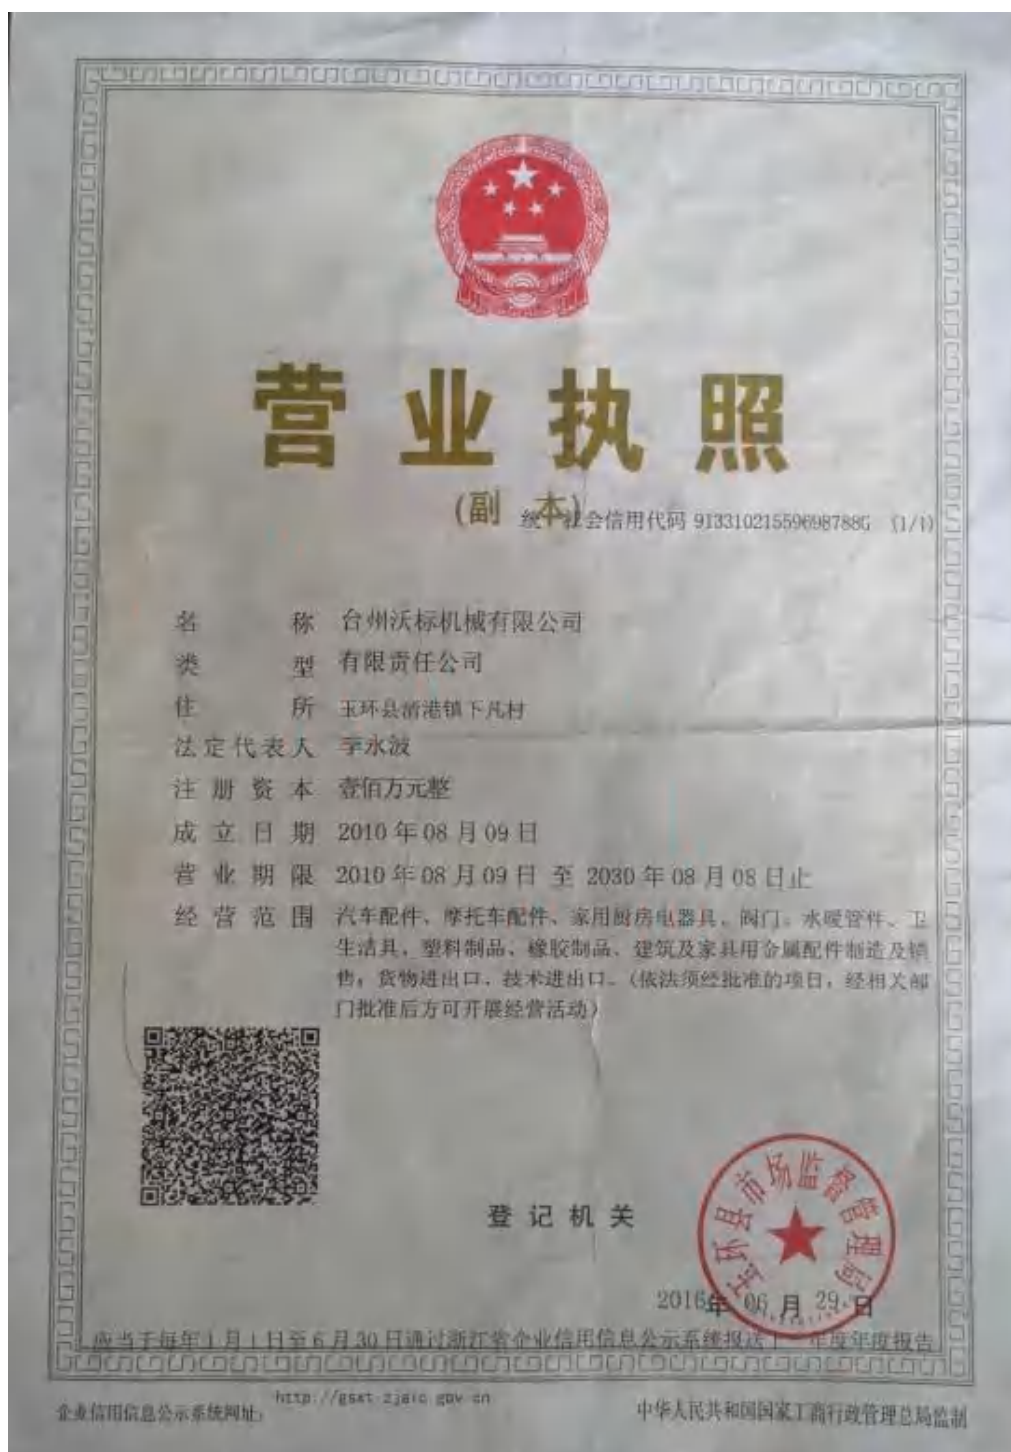 营业执照
(副 本)
统一社会信用代码 91331021559698788G (1/1)
名 称 台州沃标机械有限公司
类 型 有限责任公司
住 所 玉环县清港镇下凡村
法定代表人 李永波
注册资本 壹佰万元整
成立日期 2010年08月09日
营业期限 2010年08月09日 至 2030年08月08日止
经营范围 汽车配件、摩托车配件、家用厨房电器具、阀门、水暖管件、卫
生洁具、塑料制品、橡胶制品、建筑及家具用金属配件制造及销
售；货物进出口、技术进出口。(依法须经批准的项目，经相关部
门批准后方可开展经营活动)
玉环县市场监督管理局
登记机关
2016年 06月 29日
应当于每年1月1日至6月30日通过浙江省企业信用信息公示系统报送上一年度年度报告
企业信用信息公示系统网址: http://gsxt.zjaic.gov.cn
中华人民共和国国家工商行政管理总局监制